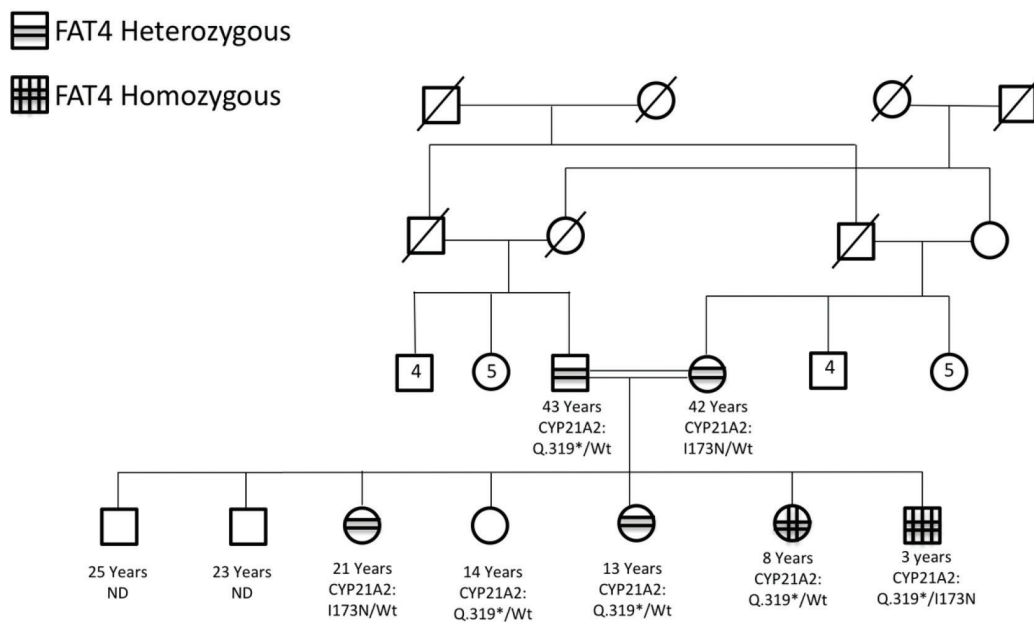 FAT4 Heterozygous
FAT4 Homozygous
4
5
4
5
43 Years
CYP21A2:
Q.319*/Wt
42 Years
CYP21A2:
I173N/Wt
25 Years
ND
23 Years
ND
21 Years
CYP21A2:
I173N/Wt
14 Years
CYP21A2:
Q.319*/Wt
13 Years
CYP21A2:
Q.319*/Wt
8 Years
CYP21A2:
Q.319*/Wt
3 years
CYP21A2:
Q.319*/I173N